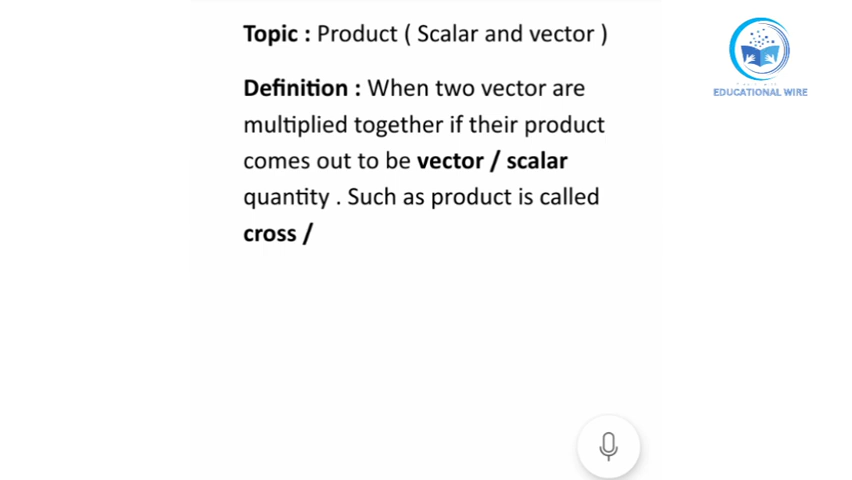 Topic : Product ( Scalar and vector )
Definition : When two vector are
multiplied together if their product
comes out to be vector / scalar
quantity . Such as product is called
cross /
EDUCATIONAL WIRE